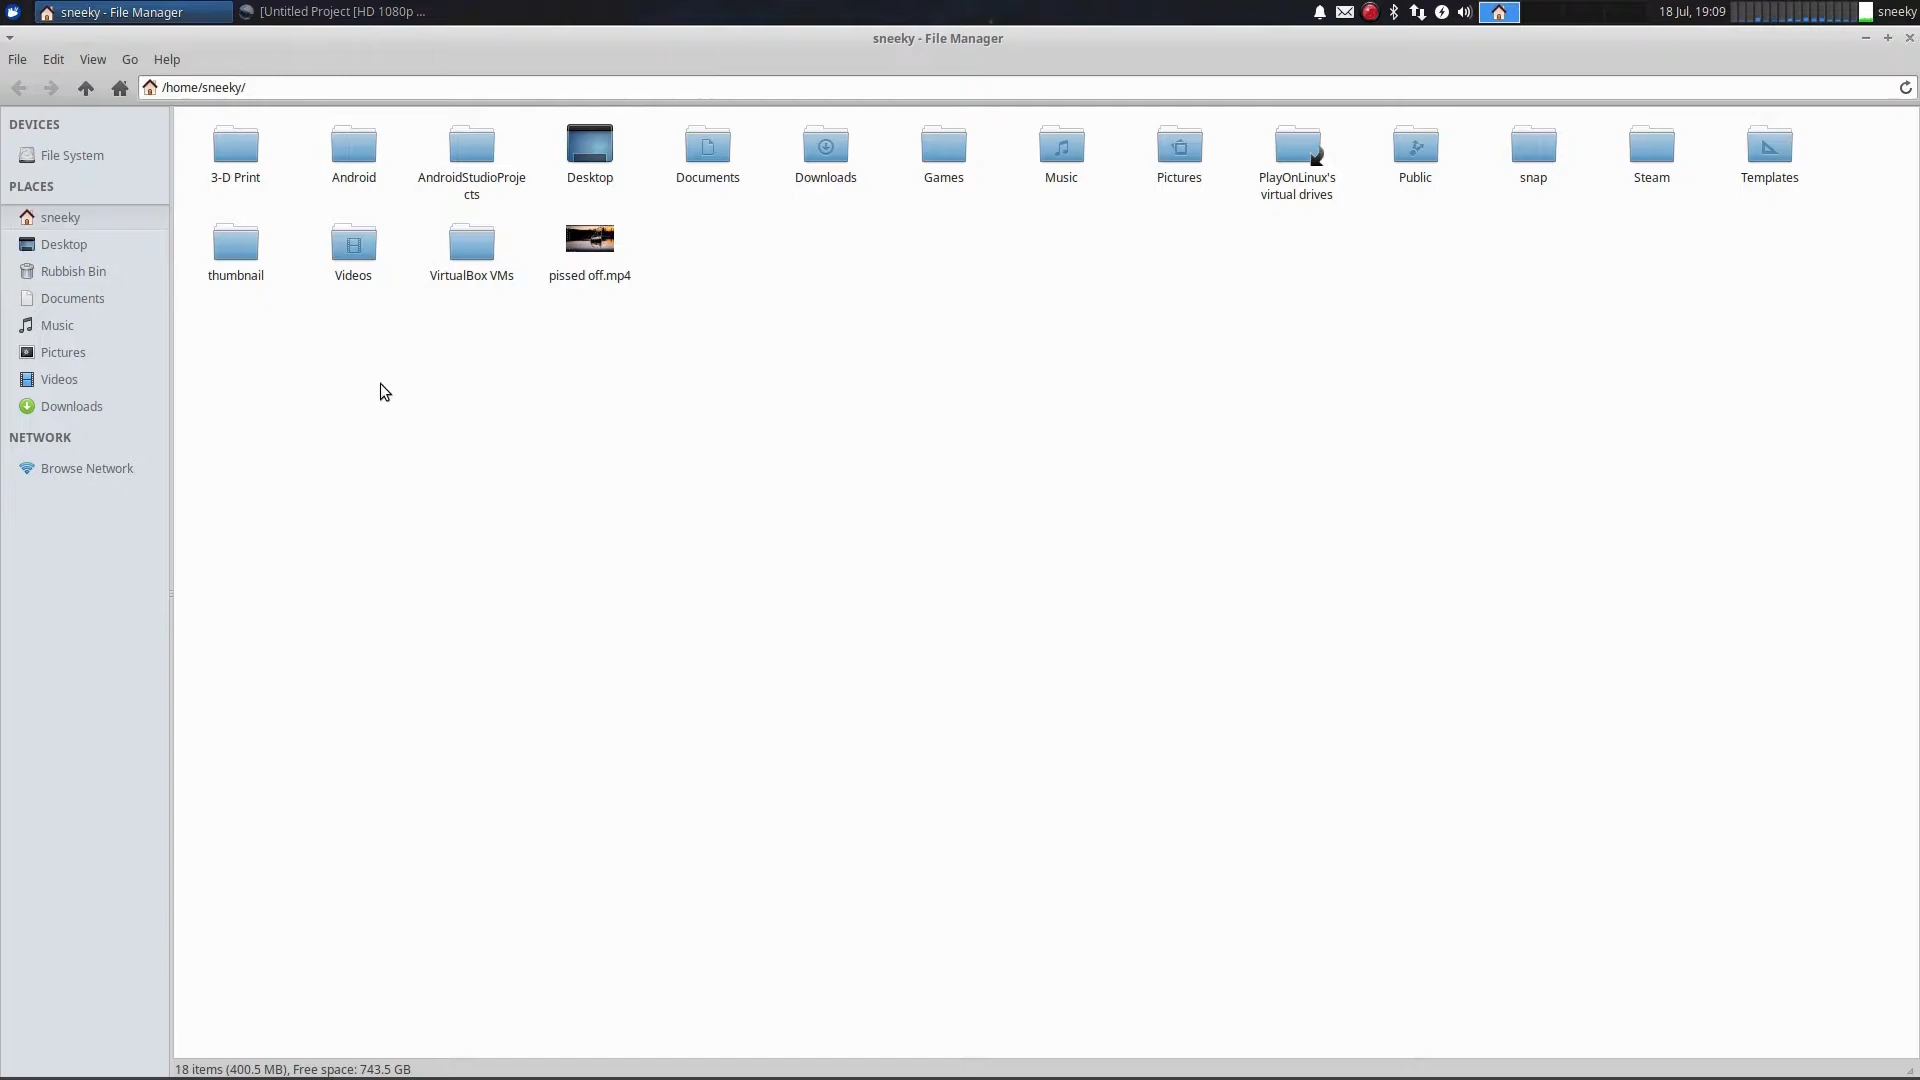 sneeky - File Manager
[Untitled Project [HD 1080p ...
18 Jul, 19:09
sneeky
sneeky - File Manager
File Edit View Go Help
/home/sneeky/
DEVICES
File System
PLACES
sneeky
Desktop
Rubbish Bin
Documents
Music
Pictures
Videos
Downloads
NETWORK
Browse Network
3-D Print
Android
AndroidStudioProje
cts
Desktop
Documents
Downloads
Games
Music
Pictures
PlayOnLinux's
virtual drives
Public
snap
Steam
Templates
thumbnail
Videos
VirtualBox VMs
pissed off.mp4
18 items (400.5 MB), Free space: 743.5 GB